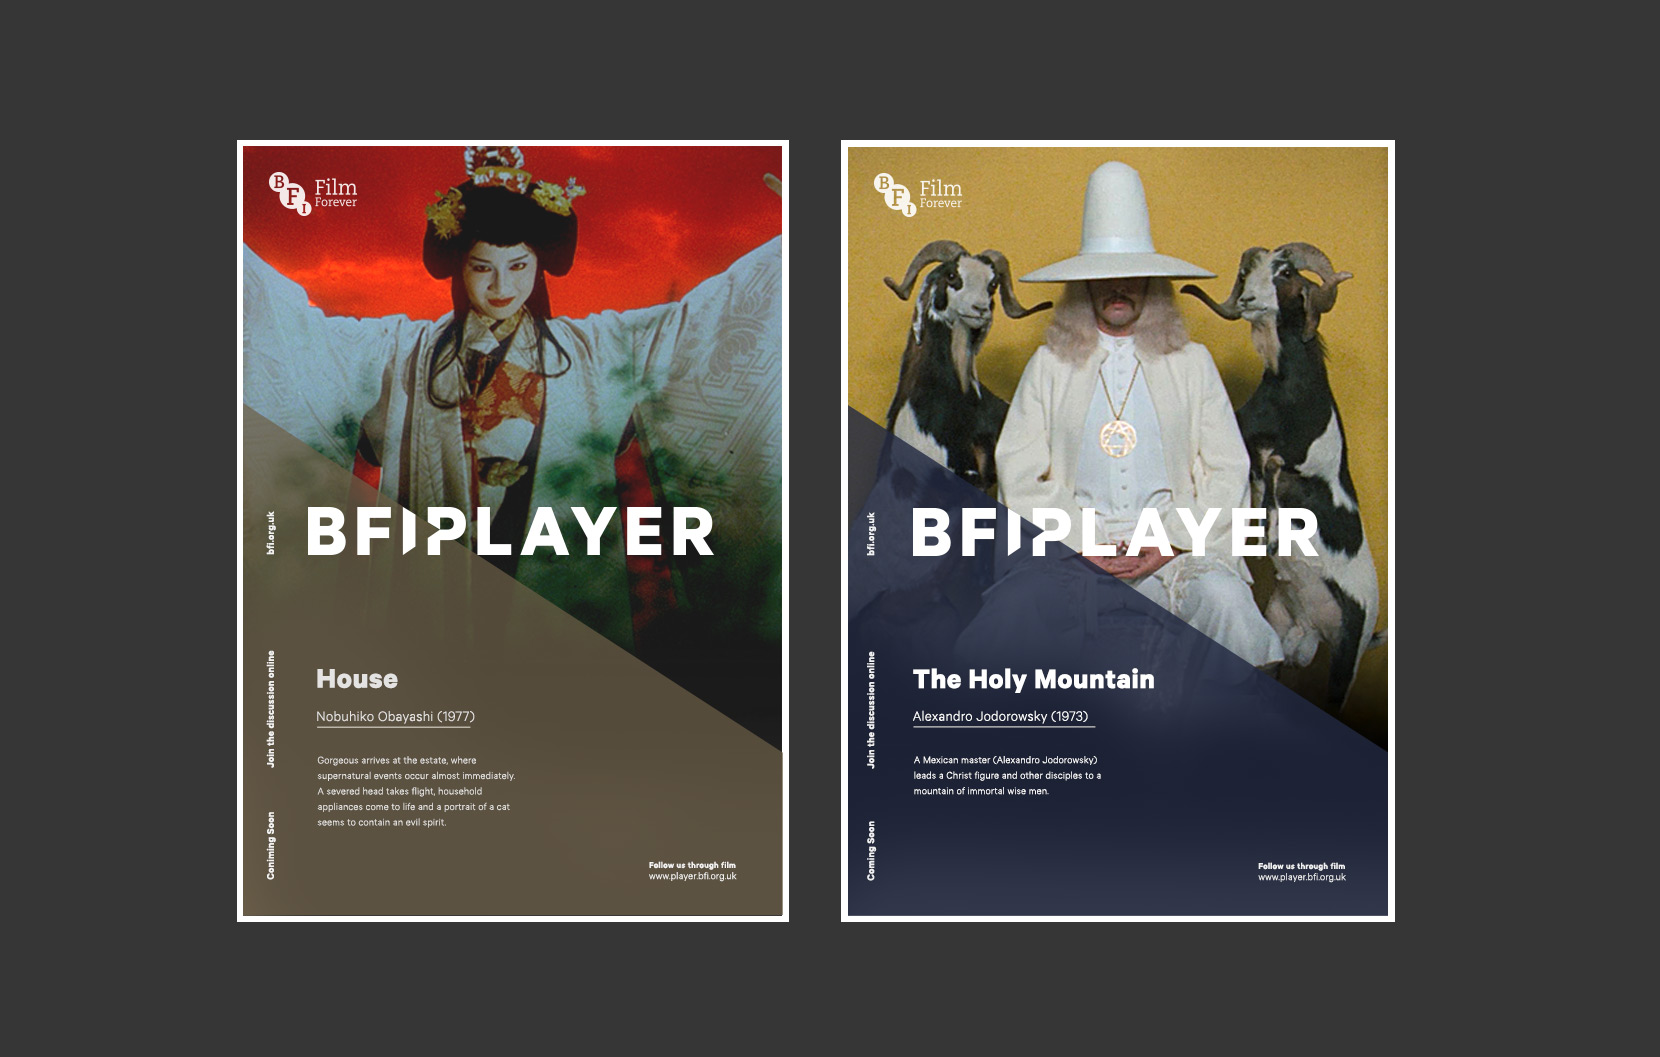 BFI
Film
Forever
bfi.org.uk
BFIPLAYER
Join the discussion online
House
Nobuhiko Obayashi (1977)
Gorgeous arrives at the estate, where
supernatural events occur almost immediately.
A severed head takes flight, household
appliances come to life and a portrait of a cat
seems to contain an evil spirit.
Coniming Soon
Follow us through film
www.player.bfi.org.uk
BFI
Film
Forever
bfi.org.uk
BFIPLAYER
Join the discussion online
The Holy Mountain
Alexandro Jodorowsky (1973)
A Mexican master (Alexandro Jodorowsky)
leads a Christ figure and other disciples to a
mountain of immortal wise men.
Coming Soon
Follow us through film
www.player.bfi.org.uk